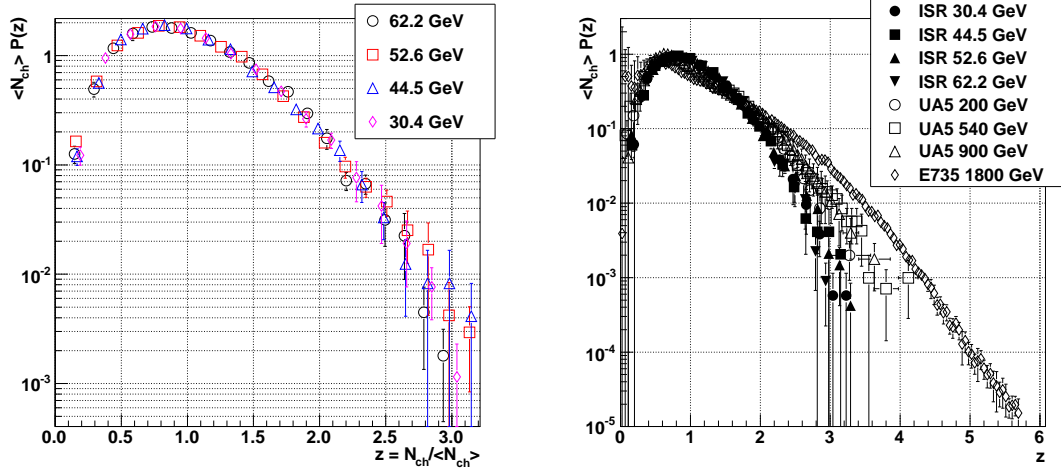 <N_ch> P(z)
62.2 GeV
52.6 GeV
44.5 GeV
30.4 GeV
1
10^-1
10^-2
10^-3
0.0 0.5 1.0 1.5 2.0 2.5 3.0
z = N_ch/<N_ch>
<N_ch> P(z)
ISR 30.4 GeV
ISR 44.5 GeV
ISR 52.6 GeV
ISR 62.2 GeV
UA5 200 GeV
UA5 540 GeV
UA5 900 GeV
E735 1800 GeV
10
1
10^-1
10^-2
10^-3
10^-4
10^-5
0 1 2 3 4 5 6
z